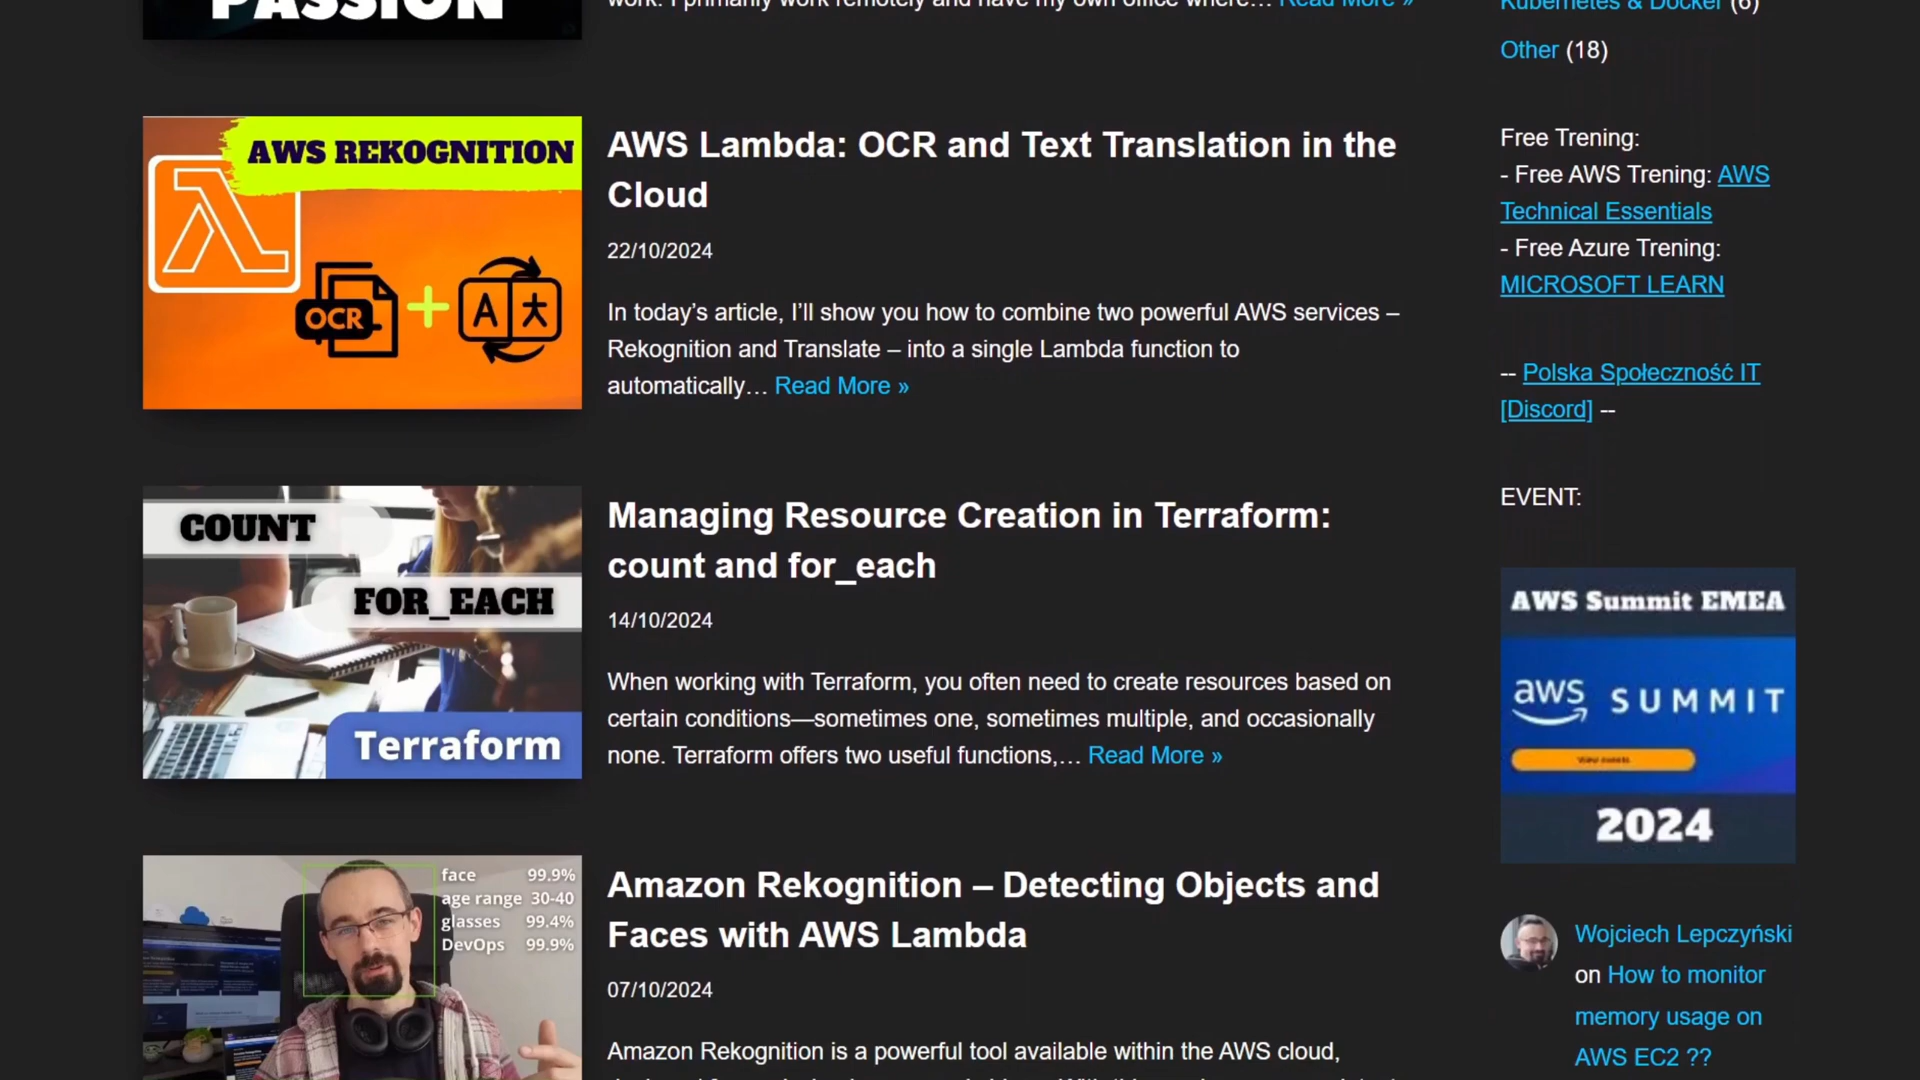 PASSION
work. I primarily work remotely and have my own office where… Read More »
AWS REKOGNITION
OCR
A
AWS Lambda: OCR and Text Translation in the
Cloud
22/10/2024
In today’s article, I’ll show you how to combine two powerful AWS services –
Rekognition and Translate – into a single Lambda function to
automatically… Read More »
COUNT
FOR_EACH
Terraform
Managing Resource Creation in Terraform:
count and for_each
14/10/2024
When working with Terraform, you often need to create resources based on
certain conditions—sometimes one, sometimes multiple, and occasionally
none. Terraform offers two useful functions,… Read More »
face 99.9%
age range 30-40
glasses 99.4%
DevOps 99.9%
Amazon Rekognition – Detecting Objects and
Faces with AWS Lambda
07/10/2024
Amazon Rekognition is a powerful tool available within the AWS cloud,
Kubernetes & Docker (6)
Other (18)
Free Trening:
- Free AWS Trening: AWS
Technical Essentials
- Free Azure Trening:
MICROSOFT LEARN
-- Polska Społeczność IT
[Discord] --
EVENT:
AWS Summit EMEA
aws SUMMIT
2024
Wojciech Lepczyński
on How to monitor
memory usage on
AWS EC2 ??